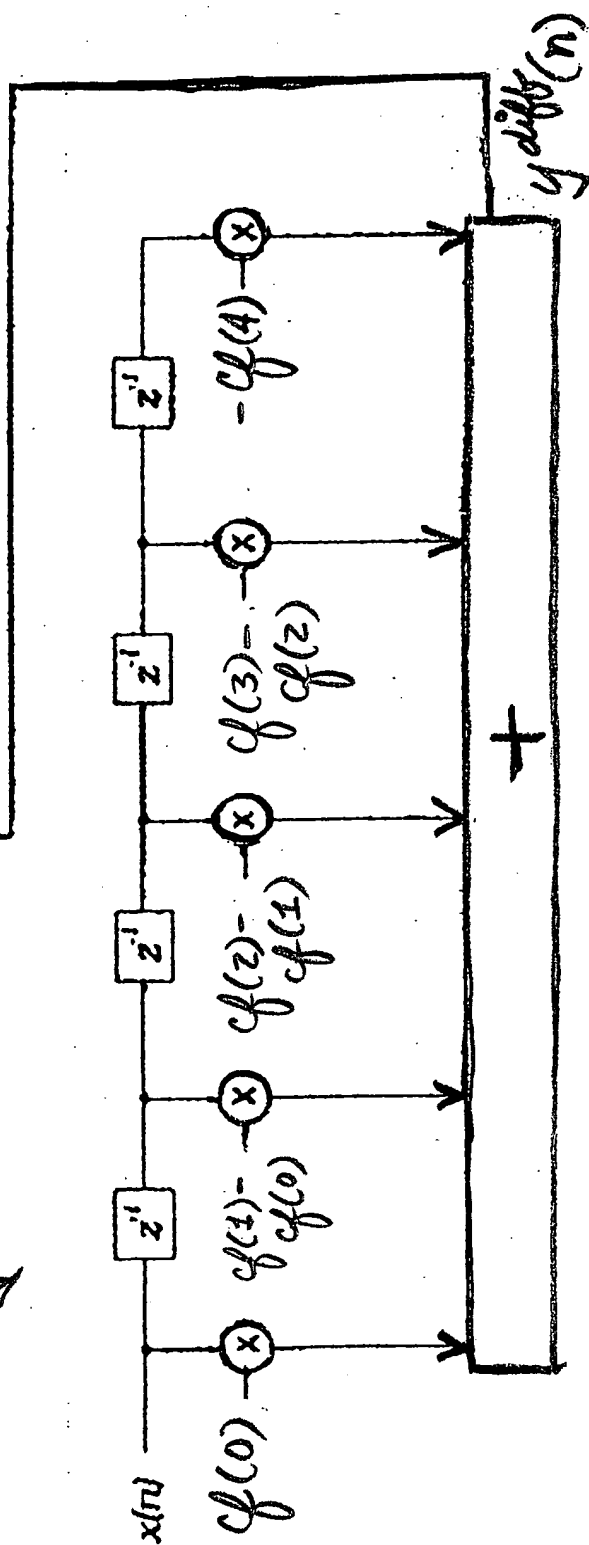 x(n)
z⁻¹
z⁻¹
z⁻¹
z⁻¹
cf(0)
cf(1)-
cf(0)
cf(2)-
cf(1)
cf(3)-
cf(2)
-cf(4)
x
x
x
x
x
+
y^diff(n)